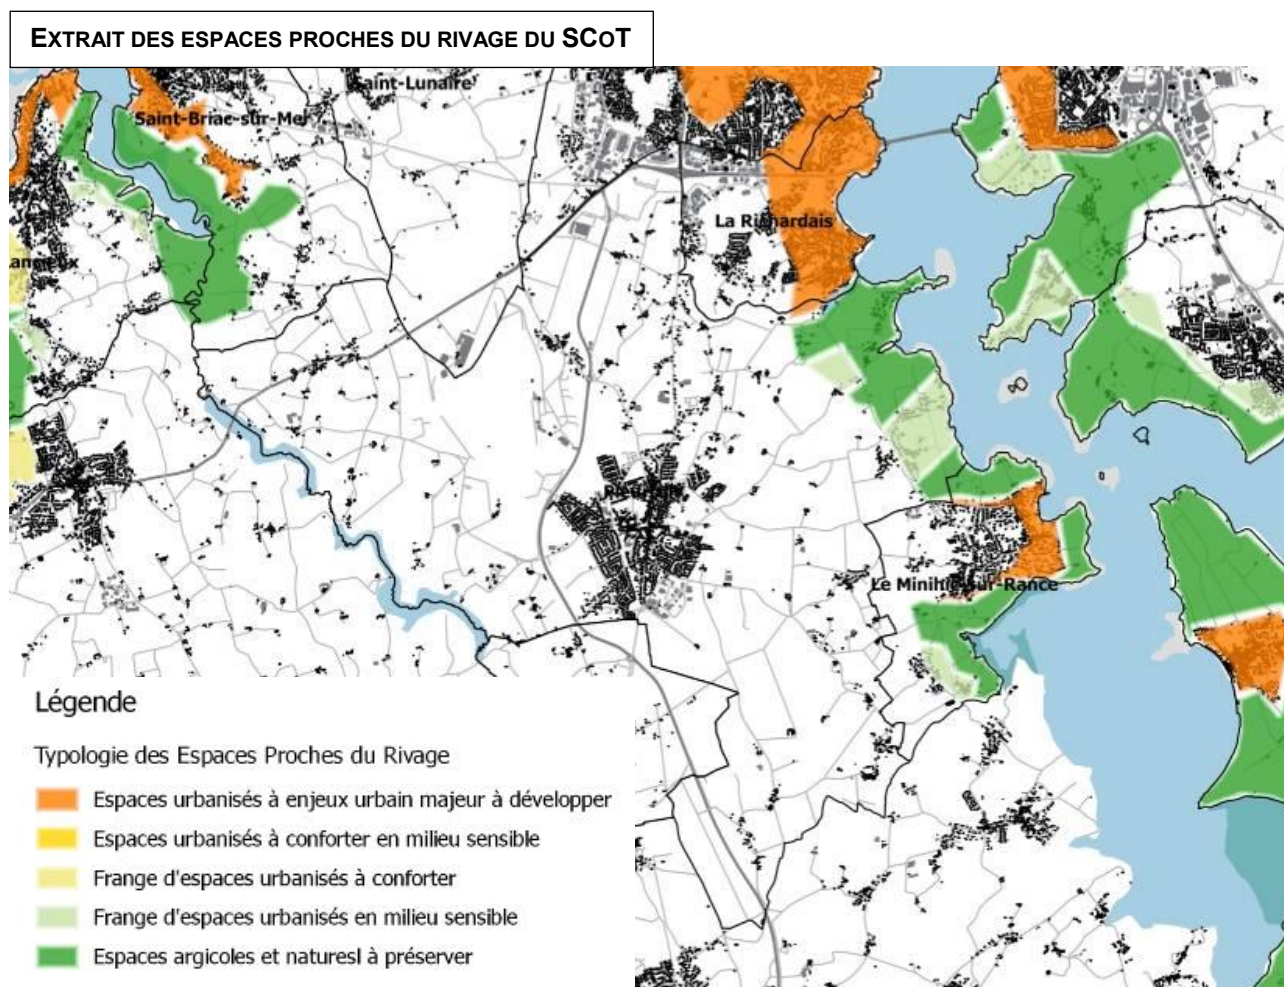 EXTRAIT DES ESPACES PROCHES DU RIVAGE DU SCOT
Saint-Lunaire
Saint-Briac-sur-Mer
La Richardais
Le Minihic-sur-Rance
Légende
Typologie des Espaces Proches du Rivage
Espaces urbanisés à enjeux urbain majeur à développer
Espaces urbanisés à conforter en milieu sensible
Frange d'espaces urbanisés à conforter
Frange d'espaces urbanisés en milieu sensible
Espaces argicoles et naturesl à préserver